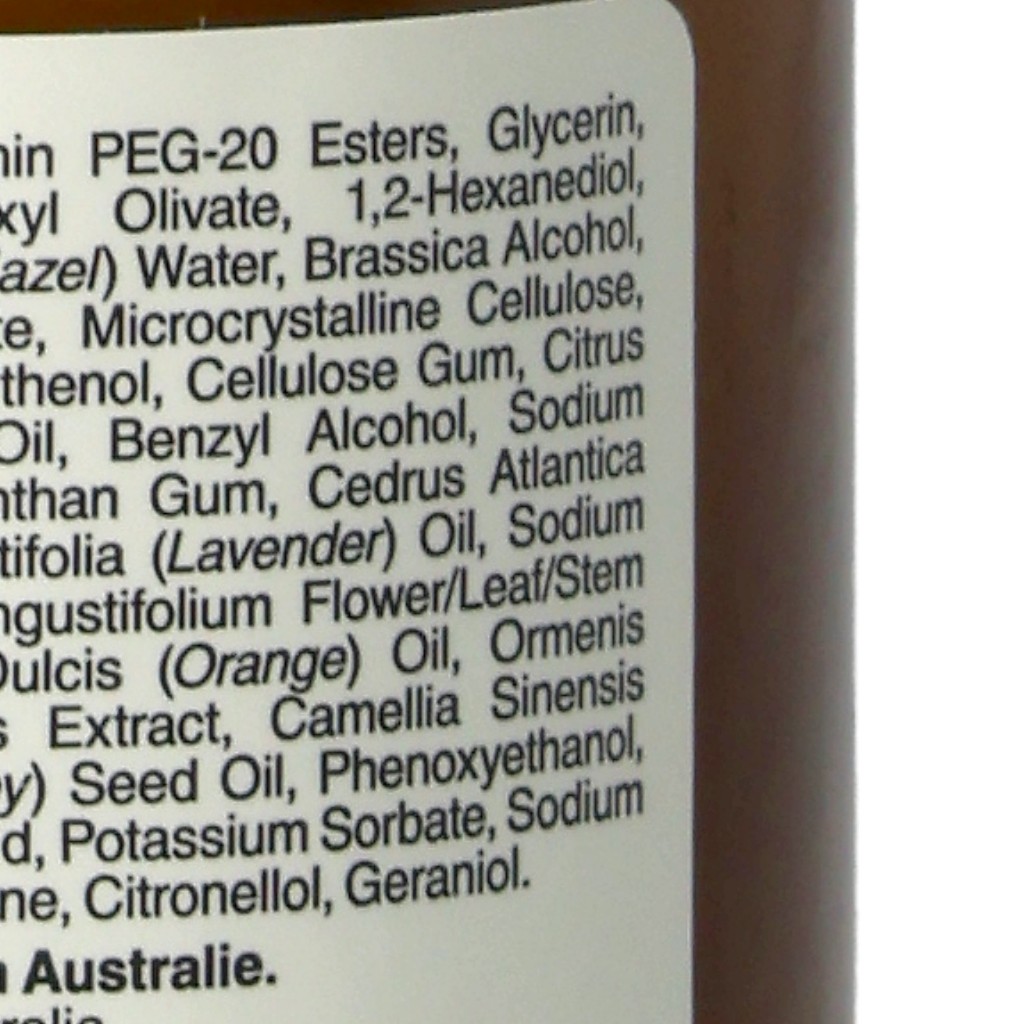 nin PEG-20 Esters, Glycerin,
xyl Olivate, 1,2-Hexanediol,
azel) Water, Brassica Alcohol,
te, Microcrystalline Cellulose,
thenol, Cellulose Gum, Citrus
Oil, Benzyl Alcohol, Sodium
nthan Gum, Cedrus Atlantica
tifolia (Lavender) Oil, Sodium
ngustifolium Flower/Leaf/Stem
Dulcis (Orange) Oil, Ormenis
s Extract, Camellia Sinensis
y) Seed Oil, Phenoxyethanol,
d, Potassium Sorbate, Sodium
ne, Citronellol, Geraniol.
Australie.